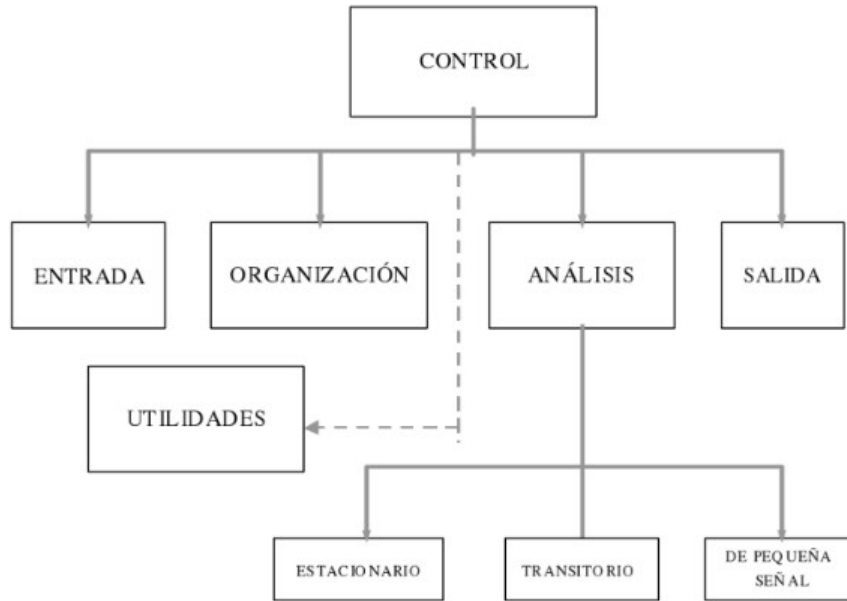 CONTROL
ENTRADA
ORGANIZACIÓN
ANÁLISIS
SALIDA
UTILIDADES
ESTACIONARIO
TRANSITORIO
DE PEQUEÑA
SEÑAL